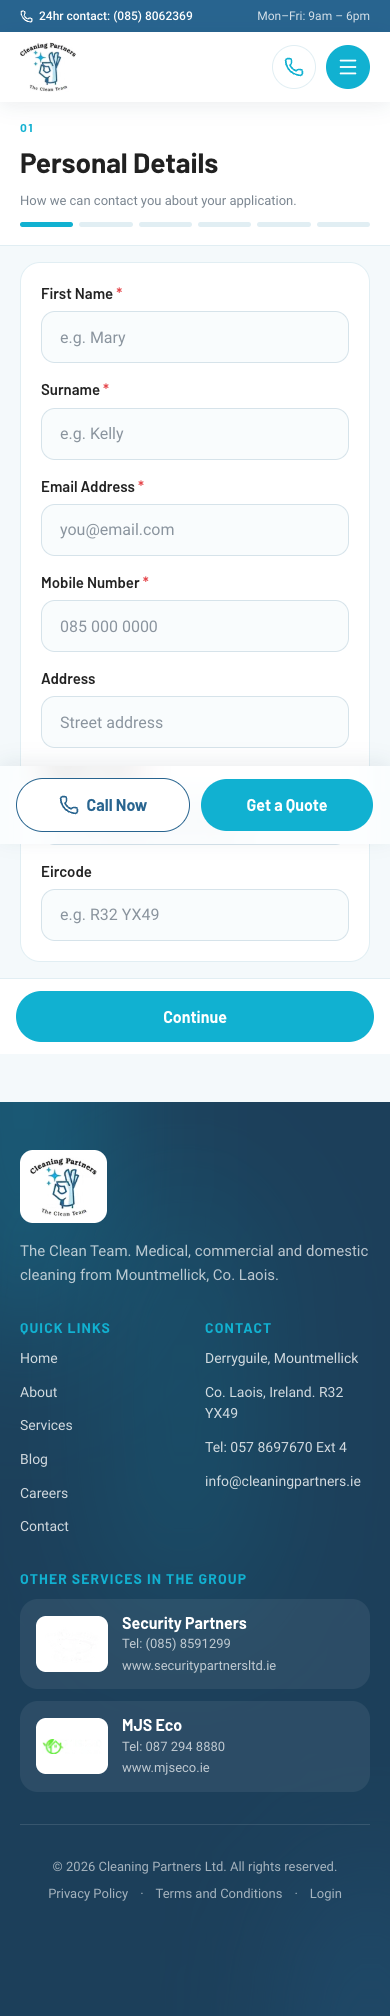 24hr contact: (085) 8062369
Mon–Fri: 9am – 6pm
Cleaning Partners
The Clean Team
01
Personal Details
How we can contact you about your application.
First Name *
e.g. Mary
Surname *
e.g. Kelly
Email Address *
you@email.com
Mobile Number *
085 000 0000
Address
Street address
Call Now
Get a Quote
Eircode
e.g. R32 YX49
Continue
Cleaning Partners
The Clean Team
The Clean Team. Medical, commercial and domestic
cleaning from Mountmellick, Co. Laois.
QUICK LINKS
Home
About
Services
Blog
Careers
Contact
CONTACT
Derryguile, Mountmellick
Co. Laois, Ireland. R32
YX49
Tel: 057 8697670 Ext 4
info@cleaningpartners.ie
OTHER SERVICES IN THE GROUP
Security Partners
Tel: (085) 8591299
www.securitypartnersltd.ie
MJS Eco
Tel: 087 294 8880
www.mjseco.ie
© 2026 Cleaning Partners Ltd. All rights reserved.
Privacy Policy · Terms and Conditions · Login